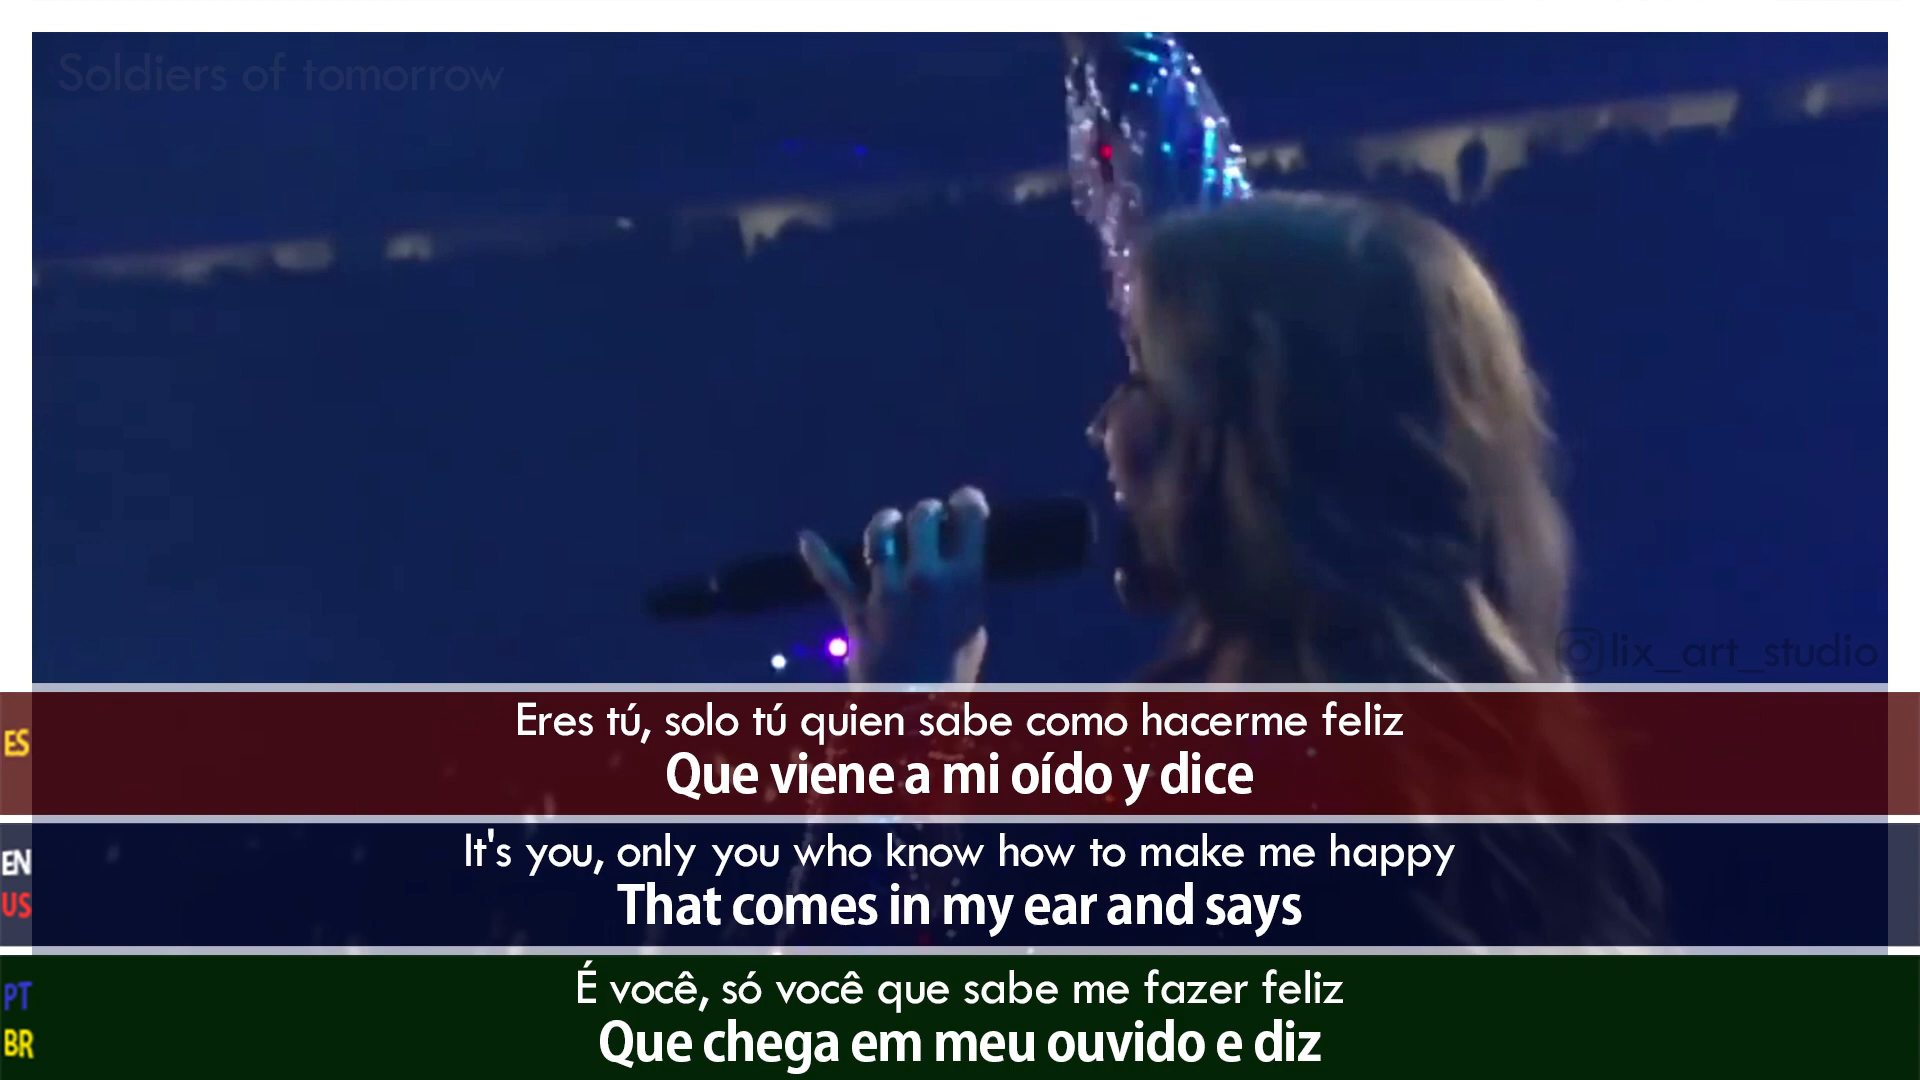 Soldiers of tomorrow
lix_art_studio
ES
Eres tú, solo tú quien sabe como hacerme feliz
Que viene a mi oído y dice
EN
US
It's you, only you who know how to make me happy
That comes in my ear and says
PT
BR
É você, só você que sabe me fazer feliz
Que chega em meu ouvido e diz